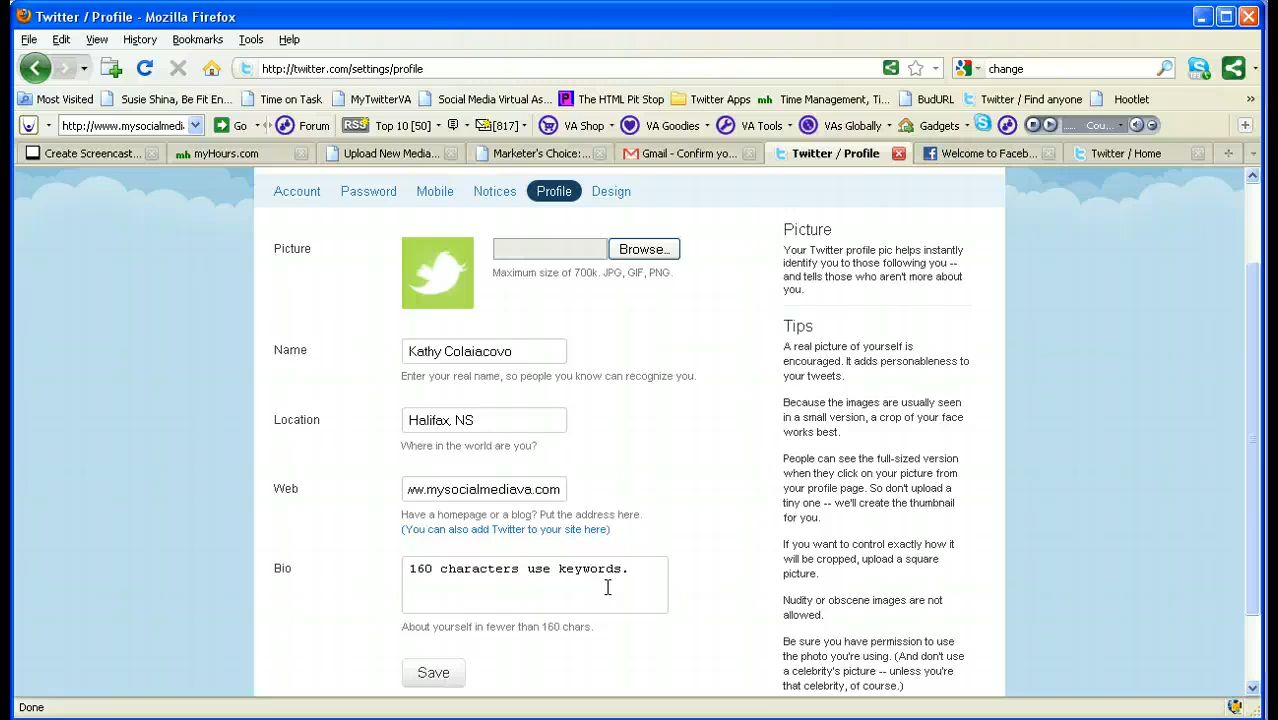 Twitter / Profile - Mozilla Firefox
File Edit View History Bookmarks Tools Help
http://twitter.com/settings/profile change
Most Visited Susie Shina, Be Fit En... Time on Task MyTwitterVA Social Media Virtual As... The HTML Pit Stop Twitter Apps mh Time Management, Ti... BudURL Twitter / Find anyone Hootlet »
http://www.mysocialmedi. Go Forum RSS Top 10 [50] [817] VA Shop VA Goodies VA Tools VAs Globally Gadgets ..... Cou...
Create Screencast... mh myHours.com Upload New Media... Marketer's Choice:... Gmail - Confirm yo... Twitter / Profile Welcome to Faceb... Twitter / Home
Account Password Mobile Notices Profile Design
Picture
Browse...
Maximum size of 700k. JPG, GIF, PNG.
Name
Kathy Colaiacovo
Enter your real name, so people you know can recognize you.
Location
Halifax, NS
Where in the world are you?
Web
ww.mysocialmediava.com
Have a homepage or a blog? Put the address here.
(You can also add Twitter to your site here)
Bio
160 characters use keywords.
About yourself in fewer than 160 chars.
Save
Picture
Your Twitter profile pic helps instantly
identify you to those following you --
and tells those who aren't more about
you.
Tips
A real picture of yourself is
encouraged. It adds personableness to
your tweets.
Because the images are usually seen
in a small version, a crop of your face
works best.
People can see the full-sized version
when they click on your picture from
your profile page. So don't upload a
tiny one -- we'll create the thumbnail
for you.
If you want to control exactly how it
will be cropped, upload a square
picture.
Nudity or obscene images are not
allowed.
Be sure you have permission to use
the photo you're using. (And don't use
a celebrity's picture -- unless you're
that celebrity, of course.)
Done